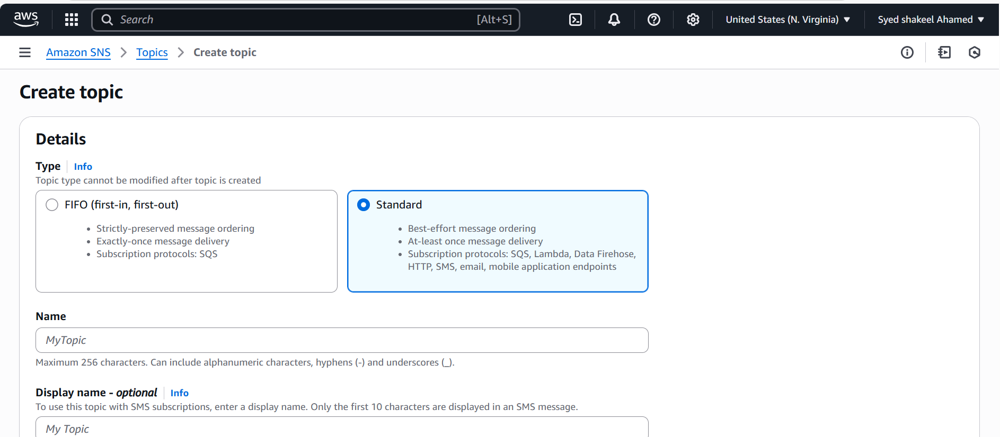 aws
Search [Alt+S]
United States (N. Virginia)
Syed shakeel Ahamed
Amazon SNS > Topics > Create topic
Create topic
Details
Type
Info
Topic type cannot be modified after topic is created
FIFO (first-in, first-out)
• Strictly-preserved message ordering
• Exactly-once message delivery
• Subscription protocols: SQS
Standard
• Best-effort message ordering
• At-least once message delivery
• Subscription protocols: SQS, Lambda, Data Firehose,
HTTP, SMS, email, mobile application endpoints
Name
MyTopic
Maximum 256 characters. Can include alphanumeric characters, hyphens (-) and underscores (_).
Display name - optional
Info
To use this topic with SMS subscriptions, enter a display name. Only the first 10 characters are displayed in an SMS message.
My Topic